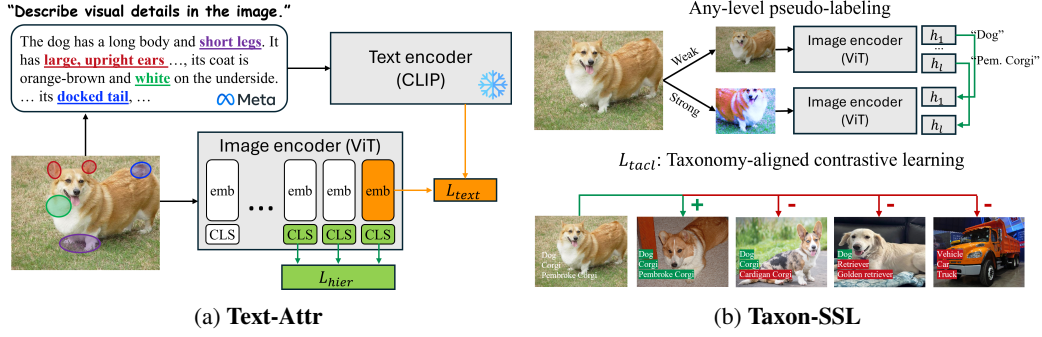 “Describe visual details in the image.”
The dog has a long body and short legs. It
has large, upright ears …, its coat is
orange-brown and white on the underside.
… its docked tail, …
Meta
Text encoder
(CLIP)
Image encoder (ViT)
emb
...
emb
emb
emb
CLS
CLS
CLS
CLS
L_text
L_hier
(a) Text-Attr
Any-level pseudo-labeling
Weak
Strong
Image encoder
(ViT)
h_1
...
h_l
“Dog”
“Pem. Corgi”
Image encoder
(ViT)
h_1
h_l
L_tacl: Taxonomy-aligned contrastive learning
+
-
-
-
Dog
Corgi
Pembroke Corgi
Dog
Corgi
Pembroke Corgi
Dog
Corgi
Cardigan Corgi
Dog
Retriever
Golden retriever
Vehicle
Car
Truck
(b) Taxon-SSL